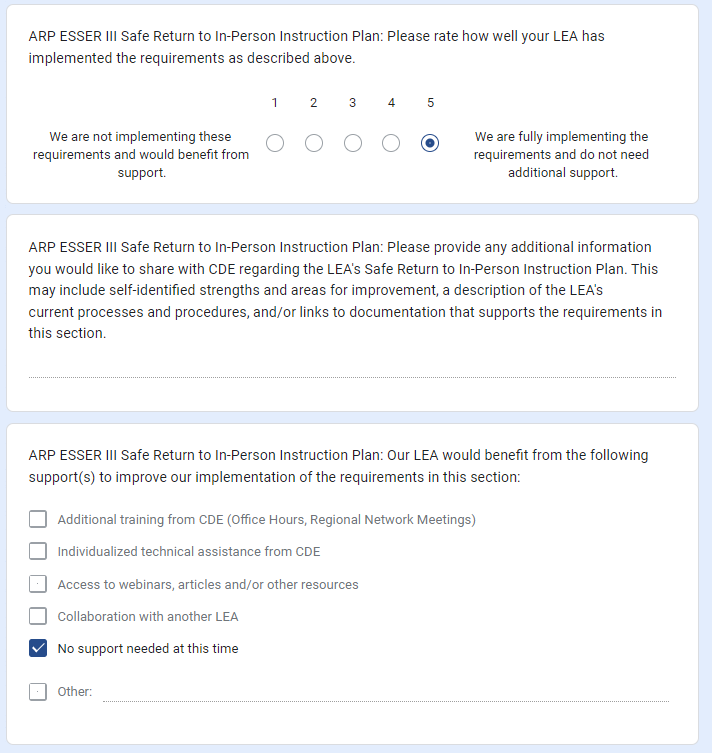 ARP ESSER III Safe Return to In-Person Instruction Plan: Please rate how well your LEA has
implemented the requirements as described above.
1 2 3 4 5
We are not implementing these
requirements and would benefit from
support.
We are fully implementing the
requirements and do not need
additional support.
ARP ESSER III Safe Return to In-Person Instruction Plan: Please provide any additional information
you would like to share with CDE regarding the LEA's Safe Return to In-Person Instruction Plan. This
may include self-identified strengths and areas for improvement, a description of the LEA's
current processes and procedures, and/or links to documentation that supports the requirements in
this section.
ARP ESSER III Safe Return to In-Person Instruction Plan: Our LEA would benefit from the following
support(s) to improve our implementation of the requirements in this section:
Additional training from CDE (Office Hours, Regional Network Meetings)
Individualized technical assistance from CDE
Access to webinars, articles and/or other resources
Collaboration with another LEA
No support needed at this time
Other: